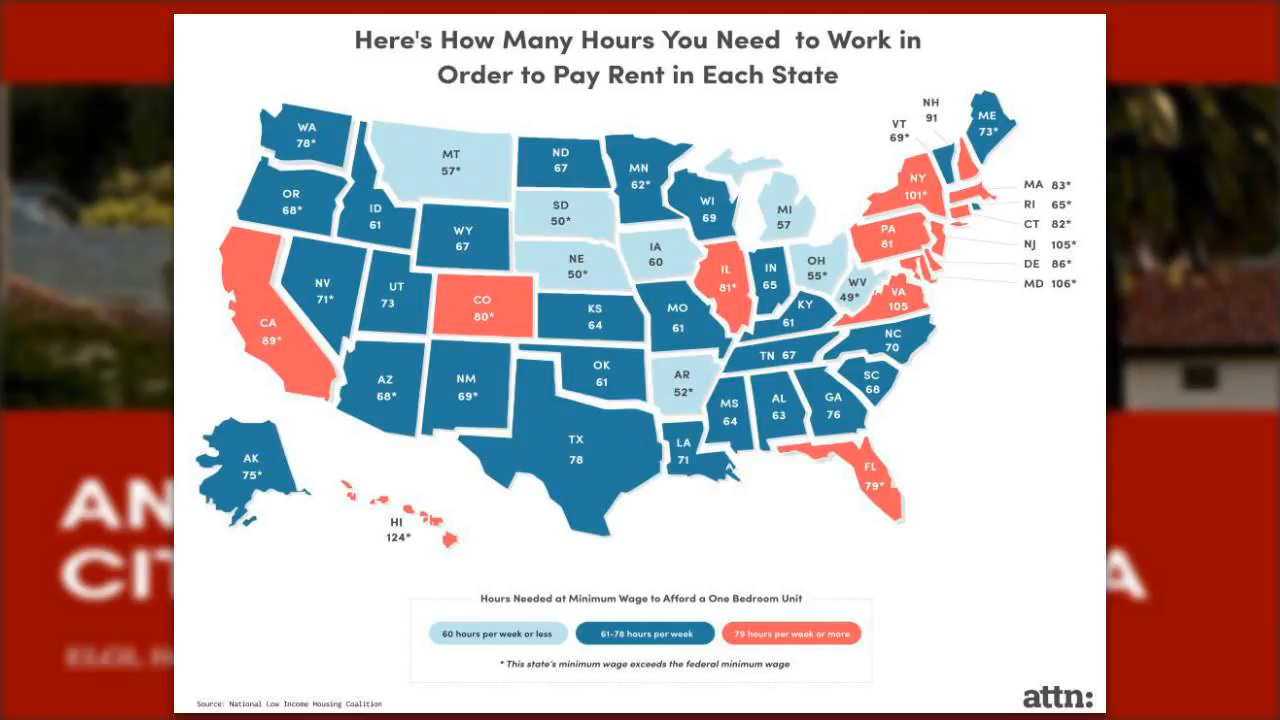 Here's How Many Hours You Need to Work in
Order to Pay Rent in Each State
WA
78*
OR
68*
ID
61
MT
57*
ND
67
MN
62*
SD
50*
WY
67
WI
69
MI
57
NH
91
VT
69*
ME
73*
NY
101*
MA 83*
RI 65*
CT 82*
NJ 105*
DE 86*
MD 106*
PA
81
NV
71*
UT
73
CO
80*
NE
50*
IA
60
IL
81*
IN
65
OH
55*
WV
49*
VA
105
CA
89*
KS
64
MO
61
KY
61
NC
70
AZ
68*
NM
69*
OK
61
AR
52*
TN 67
SC
68
MS
64
AL
63
GA
76
TX
78
LA
71
FL
79*
AK
75*
HI
124*
Hours Needed at Minimum Wage to Afford a One Bedroom Unit
60 hours per week or less
61-78 hours per week
79 hours per week or more
* This state's minimum wage exceeds the federal minimum wage
Source: National Low Income Housing Coalition
attn:
AN
CIT
A